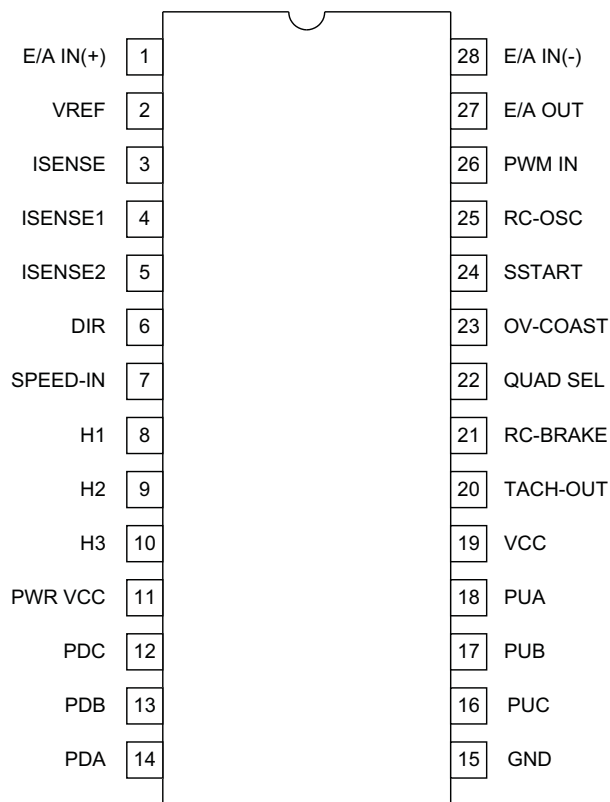 E/A IN(+) 1 28 E/A IN(-)
VREF 2 27 E/A OUT
ISENSE 3 26 PWM IN
ISENSE1 4 25 RC-OSC
ISENSE2 5 24 SSTART
DIR 6 23 OV-COAST
SPEED-IN 7 22 QUAD SEL
H1 8 21 RC-BRAKE
H2 9 20 TACH-OUT
H3 10 19 VCC
PWR VCC 11 18 PUA
PDC 12 17 PUB
PDB 13 16 PUC
PDA 14 15 GND